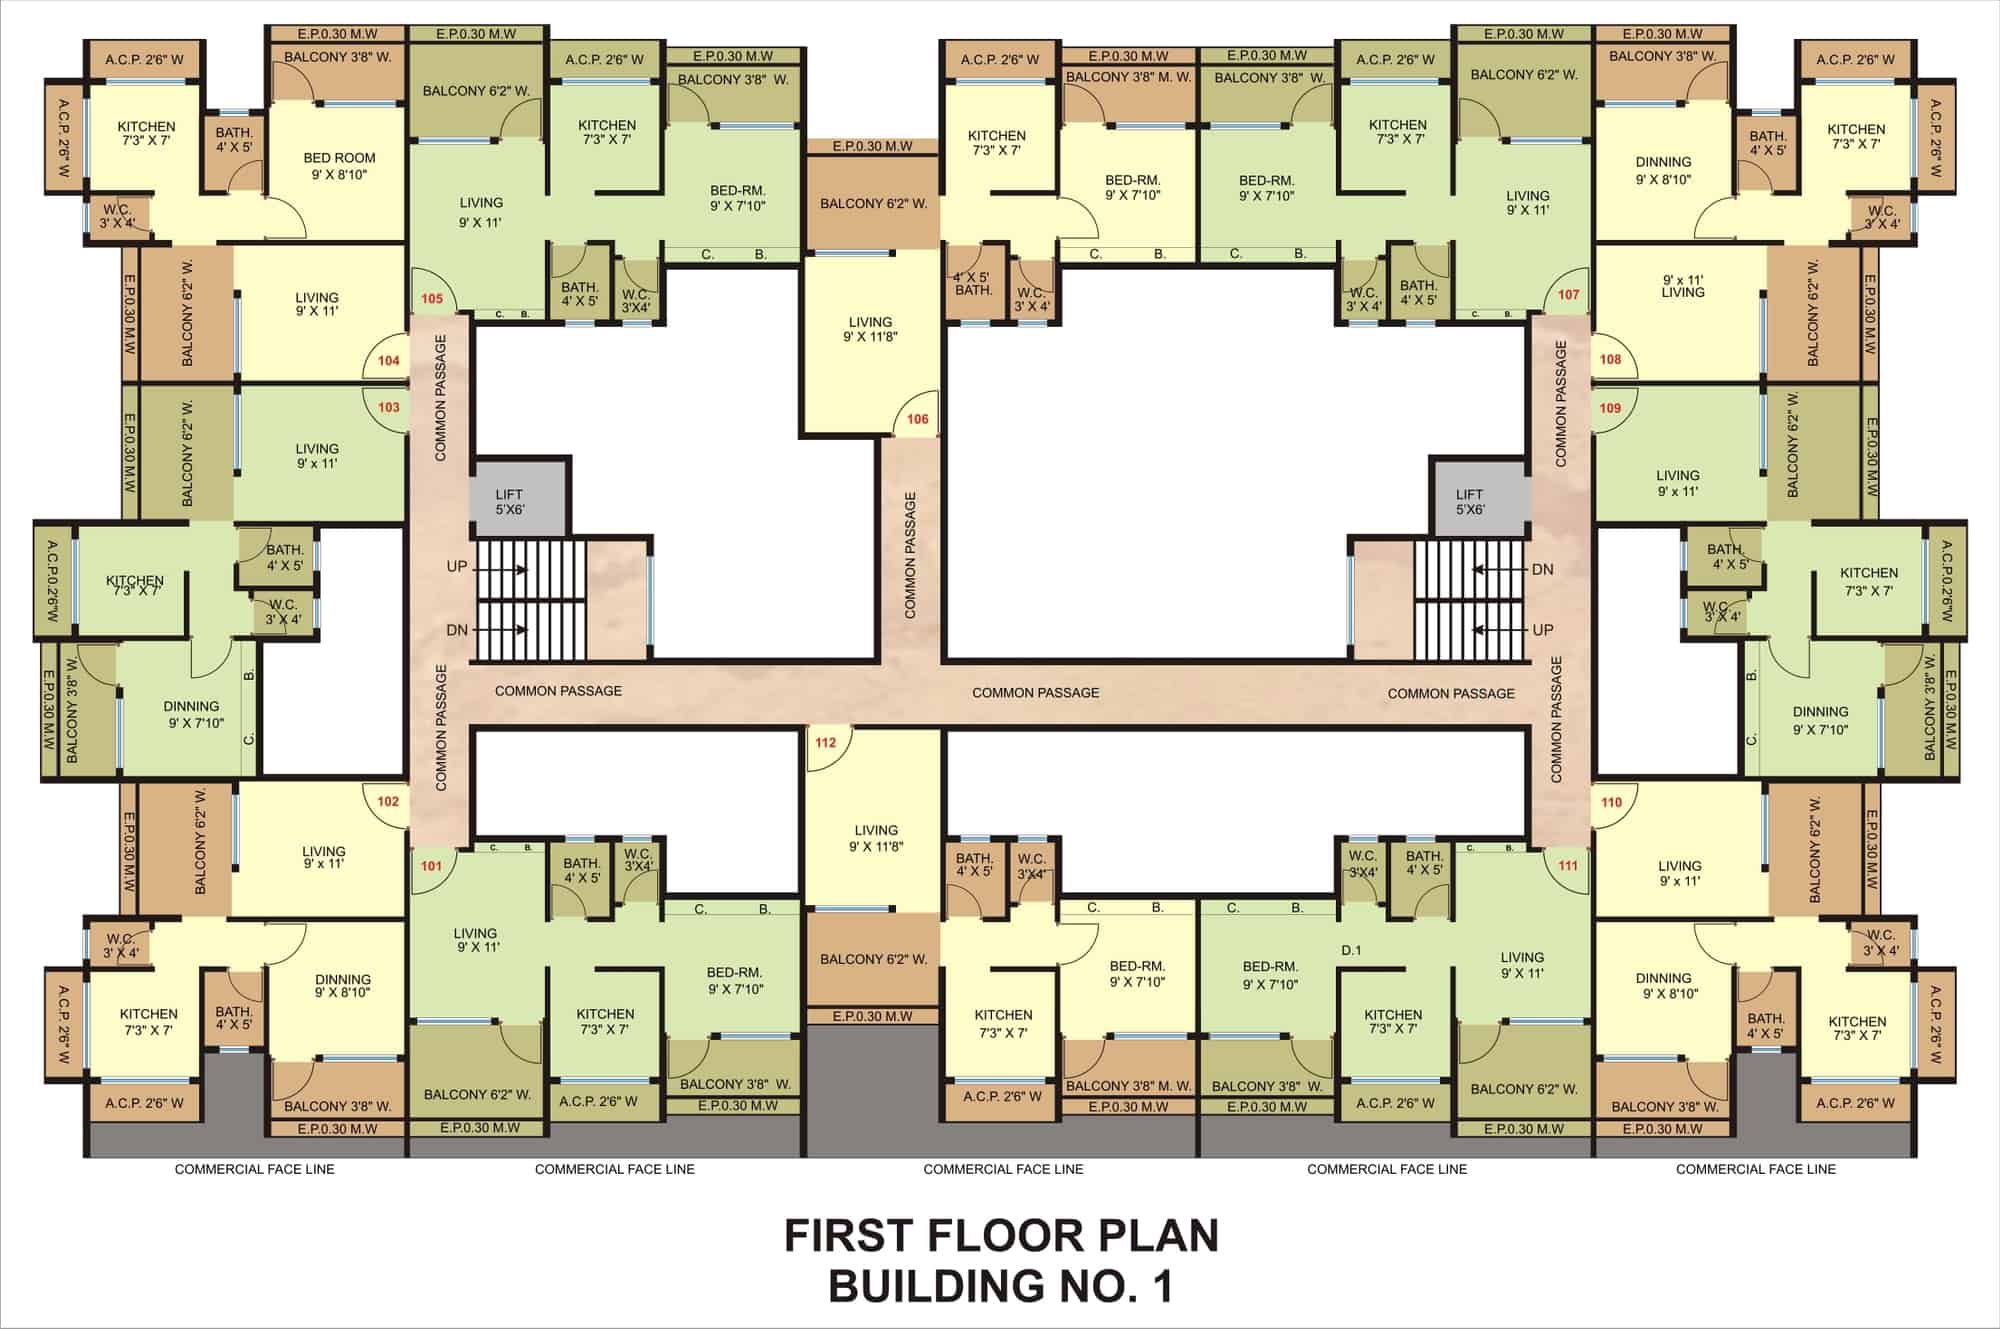 E.P.0.30 M.W
BALCONY 3'8" W.
A.C.P. 2'6" W
A.C.P. 2'6" W
KITCHEN
7'3" X 7'
BATH.
4' X 5'
BED ROOM
9' X 8'10"
W.C.
3' X 4'
E.P.0.30 M.W
BALCONY 6'2" W.
LIVING
9' X 11'
104
E.P.0.30 M.W
BALCONY 6'2" W.
A.C.P. 2'6" W
KITCHEN
7'3" X 7'
E.P.0.30 M.W
BALCONY 3'8" W.
BED-RM.
9' X 7'10"
C. B.
LIVING
9' X 11'
BATH.
4' X 5'
W.C.
3'X4'
C. B.
105
E.P.0.30 M.W
BALCONY 6'2" W.
LIVING
9' X 11'8"
106
A.C.P. 2'6" W
KITCHEN
7'3" X 7'
E.P.0.30 M.W
BALCONY 3'8" M. W.
BED-RM.
9' X 7'10"
C. B.
4' X 5'
BATH.
W.C.
3' X 4'
E.P.0.30 M.W
BALCONY 3'8" W.
BED-RM.
9' X 7'10"
C. B.
A.C.P. 2'6" W
KITCHEN
7'3" X 7'
W.C.
3' X 4'
BATH.
4' X 5'
E.P.0.30 M.W
BALCONY 6'2" W.
LIVING
9' X 11'
C. B.
107
E.P.0.30 M.W
BALCONY 3'8" W.
DINNING
9' X 8'10"
BATH.
4' X 5'
A.C.P. 2'6" W
KITCHEN
7'3" X 7'
A.C.P. 2'6" W
W.C.
3' X 4'
9' x 11'
LIVING
BALCONY 6'2" W.
E.P.0.30 M.W
108
103
LIVING
9' x 11'
BALCONY 6'2" W.
E.P.0.30 M.W
COMMON PASSAGE
LIFT
5'X6'
UP
DN
COMMON PASSAGE
COMMON PASSAGE
LIFT
5'X6'
DN
UP
109
LIVING
9' x 11'
BALCONY 6'2" W.
E.P.0.30 M.W
A.C.P.0.2'6"W
KITCHEN
7'3" X 7'
BATH.
4' X 5'
W.C.
3' X 4'
E.P.0.30 M.W
BALCONY 3'8" W.
DINNING
9' X 7'10"
B.
C.
COMMON PASSAGE
COMMON PASSAGE
COMMON PASSAGE
COMMON PASSAGE
COMMON PASSAGE
BATH.
4' X 5'
W.C.
3' X 4'
KITCHEN
7'3" X 7'
A.C.P.0.2'6"W
B.
C.
DINNING
9' X 7'10"
BALCONY 3'8" W.
E.P.0.30 M.W
102
E.P.0.30 M.W
BALCONY 6'2" W.
LIVING
9' x 11'
W.C.
3' X 4'
A.C.P. 2'6" W
KITCHEN
7'3" X 7'
BATH.
4' X 5'
DINNING
9' X 8'10"
A.C.P. 2'6" W
BALCONY 3'8" W.
E.P.0.30 M.W
101
C. B.
LIVING
9' X 11'
BATH.
4' X 5'
W.C.
3'X4'
C. B.
BED-RM.
9' X 7'10"
KITCHEN
7'3" X 7'
BALCONY 6'2" W.
E.P.0.30 M.W
A.C.P. 2'6" W
BALCONY 3'8" W.
E.P.0.30 M.W
112
LIVING
9' X 11'8"
BALCONY 6'2" W.
E.P.0.30 M.W
BATH.
4' X 5'
W.C.
3'X4'
C. B.
BED-RM.
9' X 7'10"
KITCHEN
7'3" X 7'
A.C.P. 2'6" W
BALCONY 3'8" M. W.
E.P.0.30 M.W
C. B.
BED-RM.
9' X 7'10"
D.1
W.C.
3'X4'
BATH.
4' X 5'
KITCHEN
7'3" X 7'
BALCONY 3'8" W.
E.P.0.30 M.W
A.C.P. 2'6" W
C. B.
111
LIVING
9' X 11'
BALCONY 6'2" W.
E.P.0.30 M.W
110
LIVING
9' x 11'
BALCONY 6'2" W.
E.P.0.30 M.W
W.C.
3' X 4'
DINNING
9' X 8'10"
BATH.
4' X 5'
KITCHEN
7'3" X 7'
A.C.P. 2'6" W
A.C.P. 2'6" W
BALCONY 3'8" W.
E.P.0.30 M.W
COMMERCIAL FACE LINE
COMMERCIAL FACE LINE
COMMERCIAL FACE LINE
COMMERCIAL FACE LINE
COMMERCIAL FACE LINE
FIRST FLOOR PLAN
BUILDING NO. 1